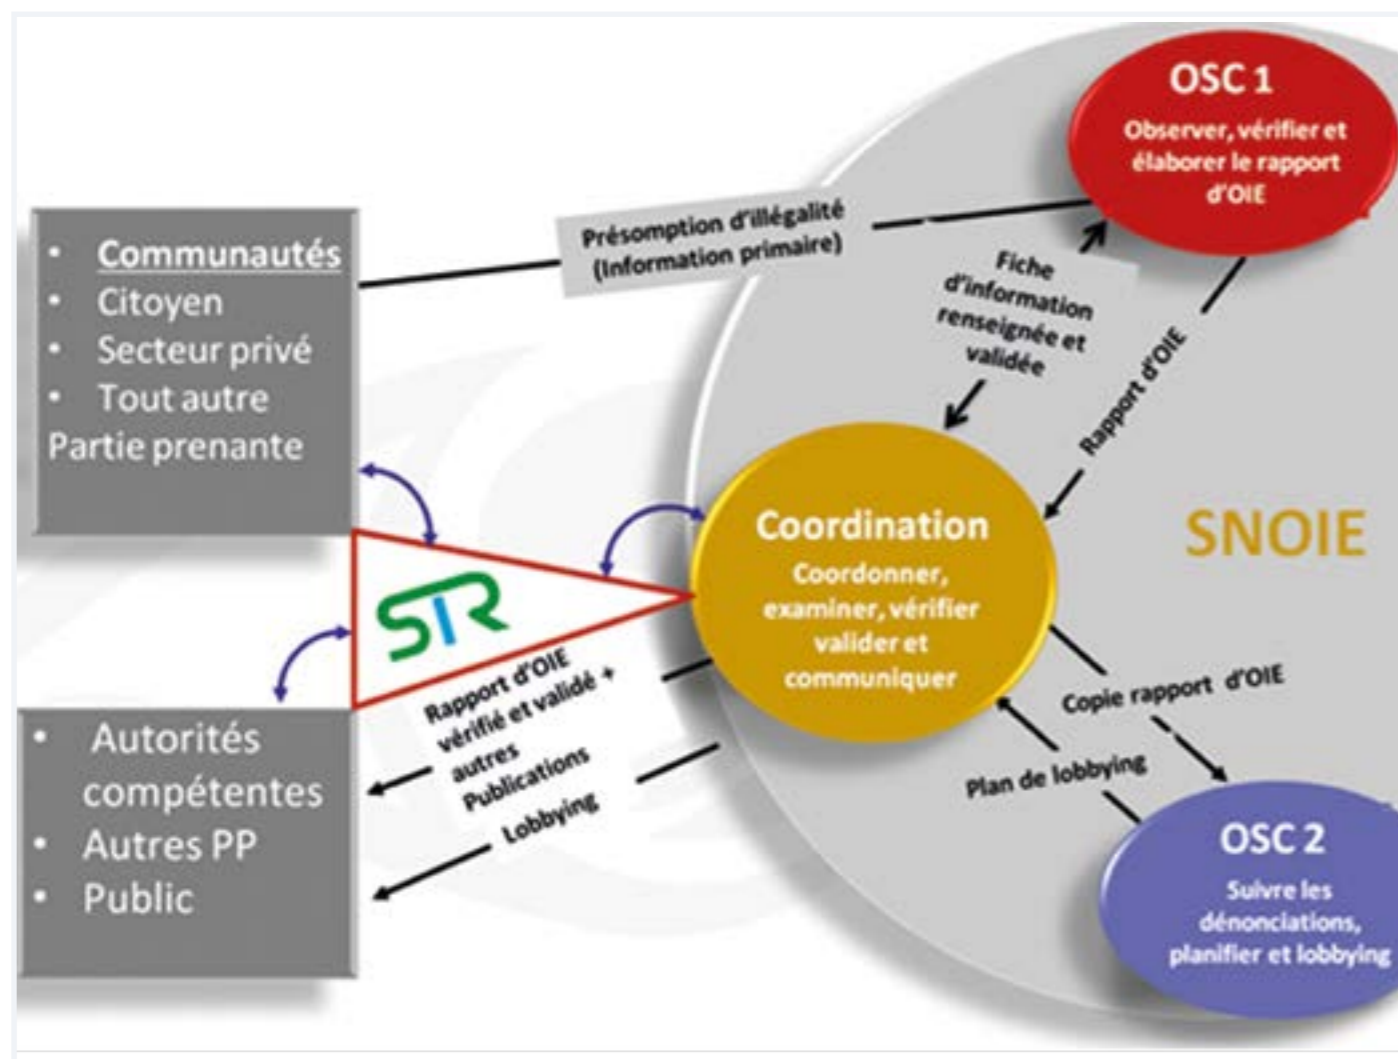 OSC 1
Observer, vérifier et
élaborer le rapport
d'OIE
Présomption d'illégalité
(Information primaire)
• Communautés
• Citoyen
• Secteur privé
• Tout autre
Partie prenante
Fiche
d'information
renseignée et
validée
Rapport d'OIE
SNOIE
Coordination
Coordonner,
examiner, vérifier
valider et
communiquer
STR
Rapport d'OIE
vérifié et validé +
autres
Publications
Lobbying
Copie rapport d'OIE
Plan de lobbying
• Autorités
compétentes
• Autres PP
• Public
OSC 2
Suivre les
dénonciations,
planifier et lobbying